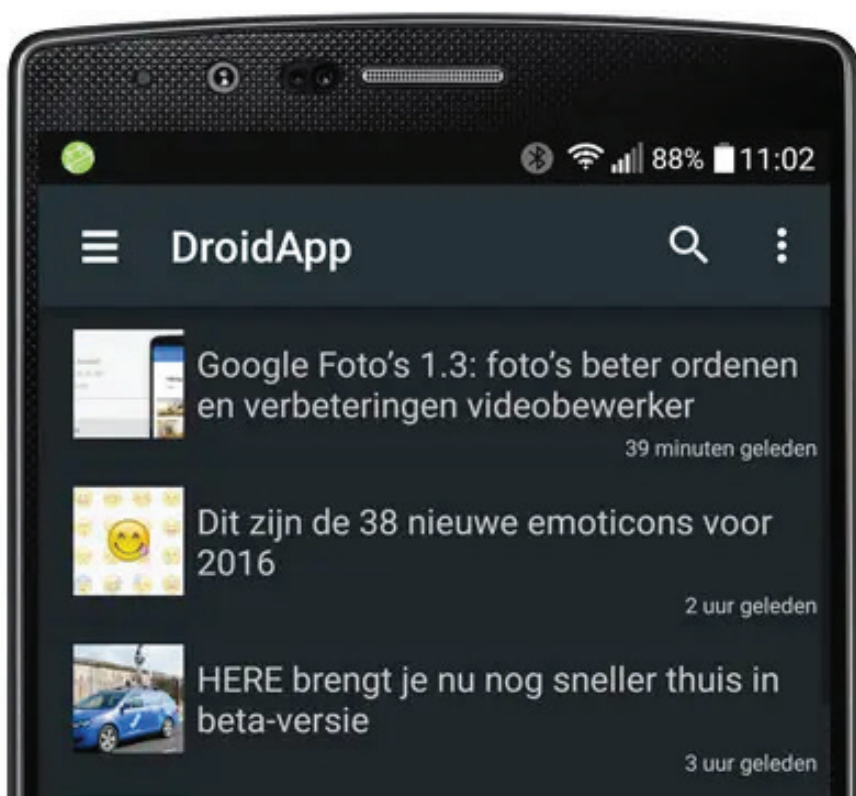 88% 11:02
DroidApp
Google Foto’s 1.3: foto’s beter ordenen
en verbeteringen videobewerker
39 minuten geleden
Dit zijn de 38 nieuwe emoticons voor
2016
2 uur geleden
HERE brengt je nu nog sneller thuis in
beta-versie
3 uur geleden